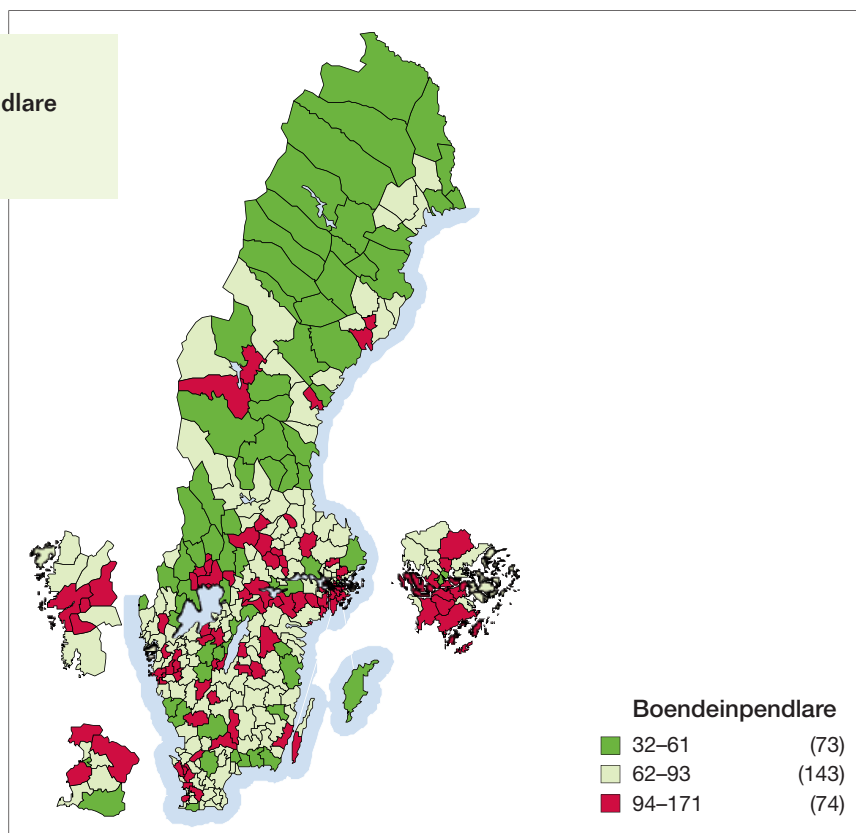 dlare
Boendeinpendlare
32–61 (73)
62–93 (143)
94–171 (74)